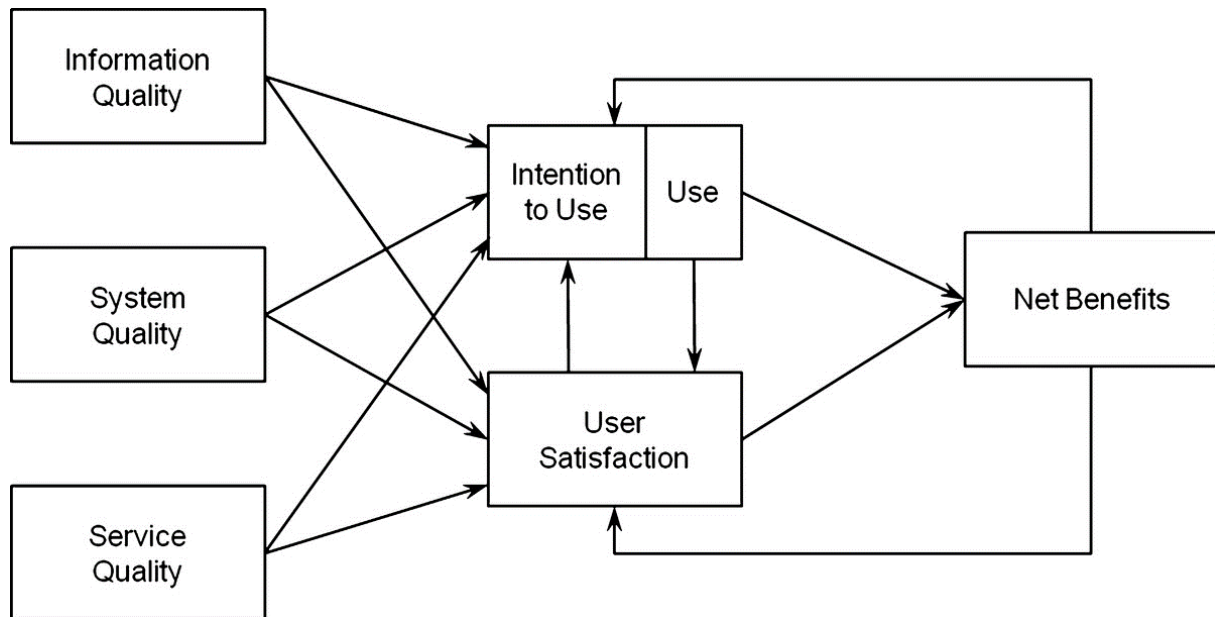 Information
Quality
System
Quality
Service
Quality
Intention
to Use
Use
User
Satisfaction
Net Benefits